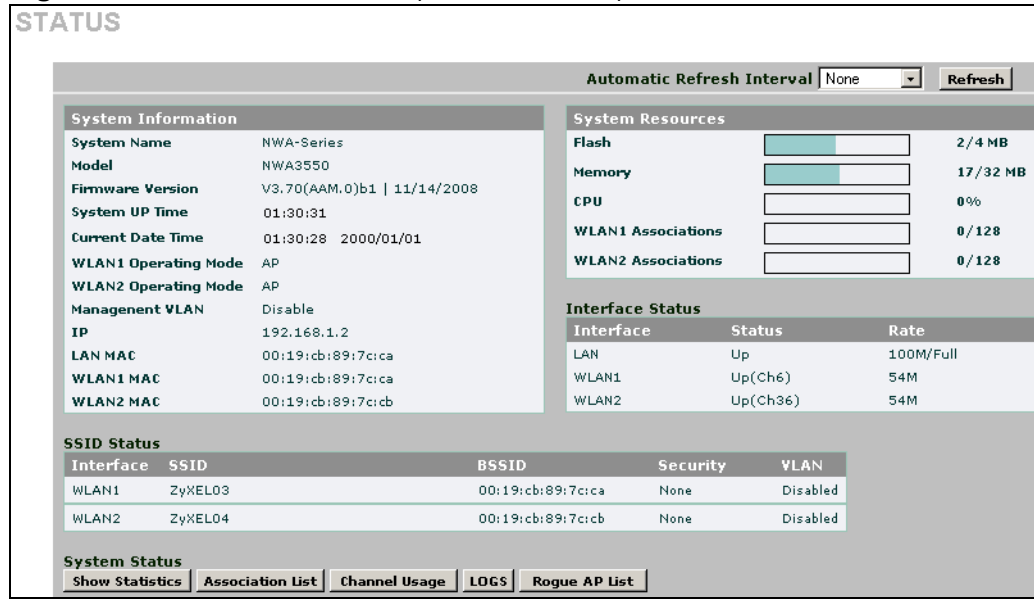 STATUS
Automatic Refresh Interval None Refresh
System Information
System Name NWA-Series
Model NWA3550
Firmware Version V3.70(AAM.0)b1 | 11/14/2008
System UP Time 01:30:31
Current Date Time 01:30:28 2000/01/01
WLAN1 Operating Mode AP
WLAN2 Operating Mode AP
Managenent VLAN Disable
IP 192.168.1.2
LAN MAC 00:19:cb:89:7c:ca
WLAN1 MAC 00:19:cb:89:7c:ca
WLAN2 MAC 00:19:cb:89:7c:cb
System Resources
Flash 2/4 MB
Memory 17/32 MB
CPU 0%
WLAN1 Associations 0/128
WLAN2 Associations 0/128
Interface Status
Interface Status Rate
LAN Up 100M/Full
WLAN1 Up(Ch6) 54M
WLAN2 Up(Ch36) 54M
SSID Status
Interface SSID BSSID Security VLAN
WLAN1 ZyXEL03 00:19:cb:89:7c:ca None Disabled
WLAN2 ZyXEL04 00:19:cb:89:7c:cb None Disabled
System Status
Show Statistics Association List Channel Usage LOGS Rogue AP List